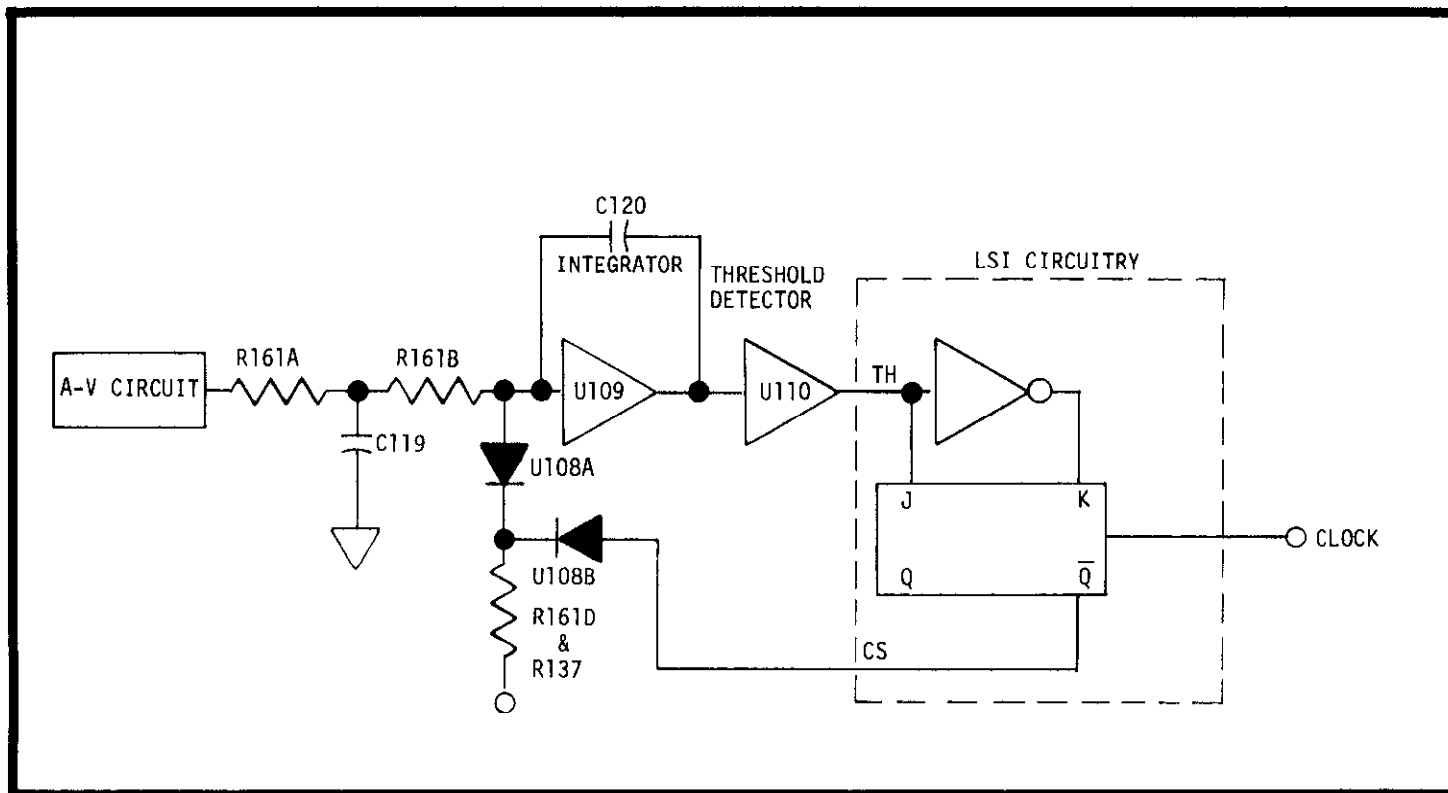 C120
INTEGRATOR
THRESHOLD
DETECTOR
LSI CIRCUITRY
A-V CIRCUIT
R161A
R161B
U109
U110
TH
C119
U108A
J
K
CLOCK
U108B
Q
Q̅
R161D
&
R137
CS